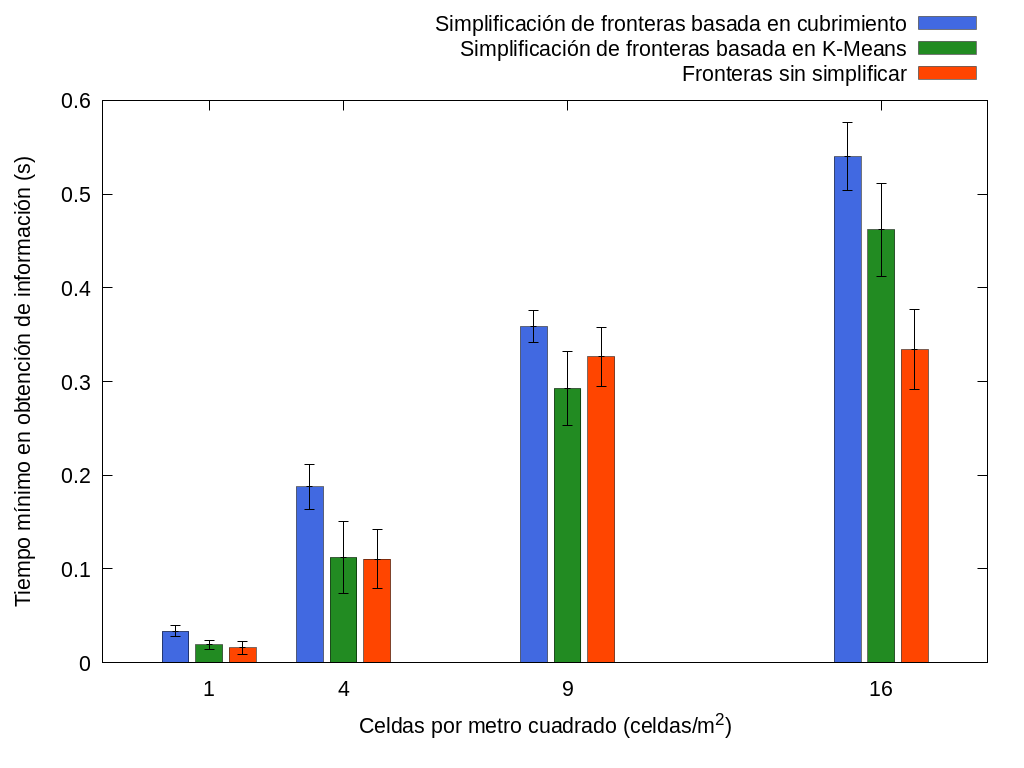 Simplificación de fronteras basada en cubrimiento
Simplificación de fronteras basada en K-Means
Fronteras sin simplificar
Tiempo mínimo en obtención de información (s)
0.6
0.5
0.4
0.3
0.2
0.1
0
1 4 9 16
Celdas por metro cuadrado (celdas/m²)